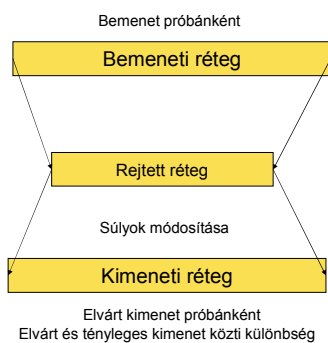 Bemenet próbánként
Bemeneti réteg
Rejtett réteg
Súlyok módosítása
Kimeneti réteg
Elvárt kimenet próbánként
Elvárt és tényleges kimenet közti különbség